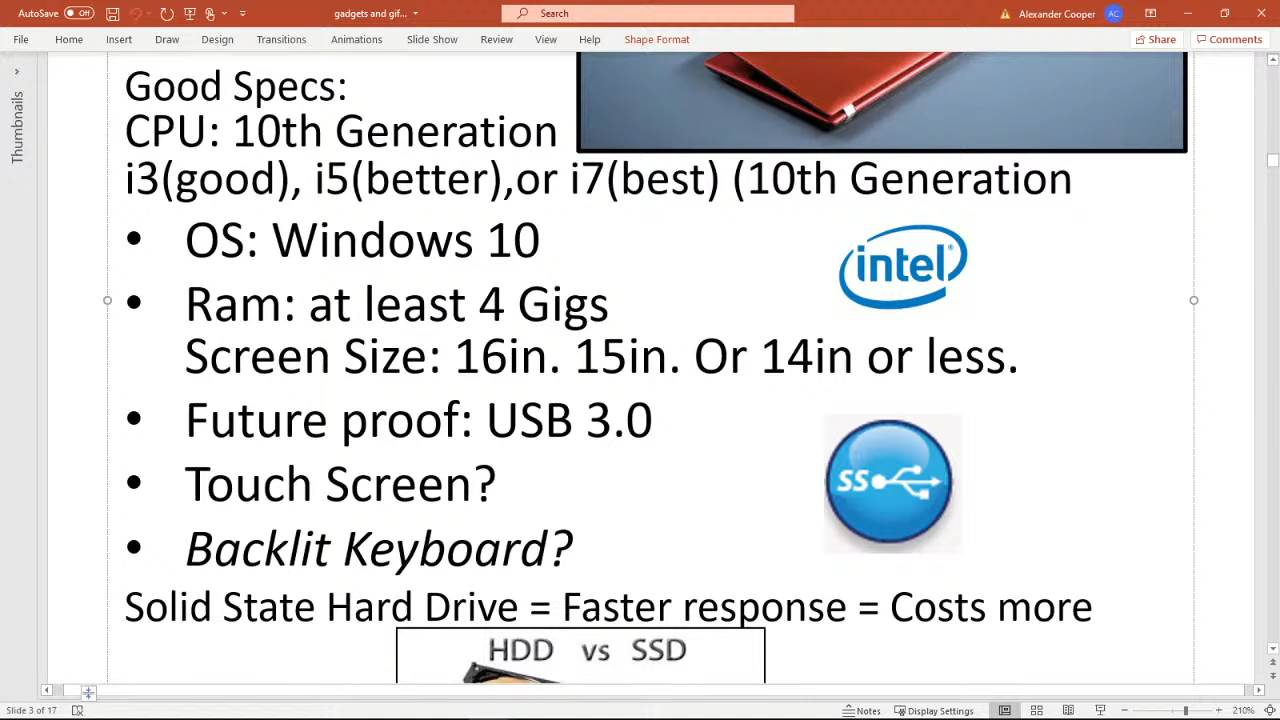 AutoSave Off
gadgets and gif...
Search
Alexander Cooper AC
File Home Insert Draw Design Transitions Animations Slide Show Review View Help Shape Format Share Comments
Thumbnails
Good Specs:
CPU: 10th Generation
i3(good), i5(better),or i7(best) (10th Generation
• OS: Windows 10
intel®
• Ram: at least 4 Gigs
Screen Size: 16in. 15in. Or 14in or less.
• Future proof: USB 3.0
SS
• Touch Screen?
• Backlit Keyboard?
Solid State Hard Drive = Faster response = Costs more
HDD vs SSD
Slide 3 of 17 Notes Display Settings 210%